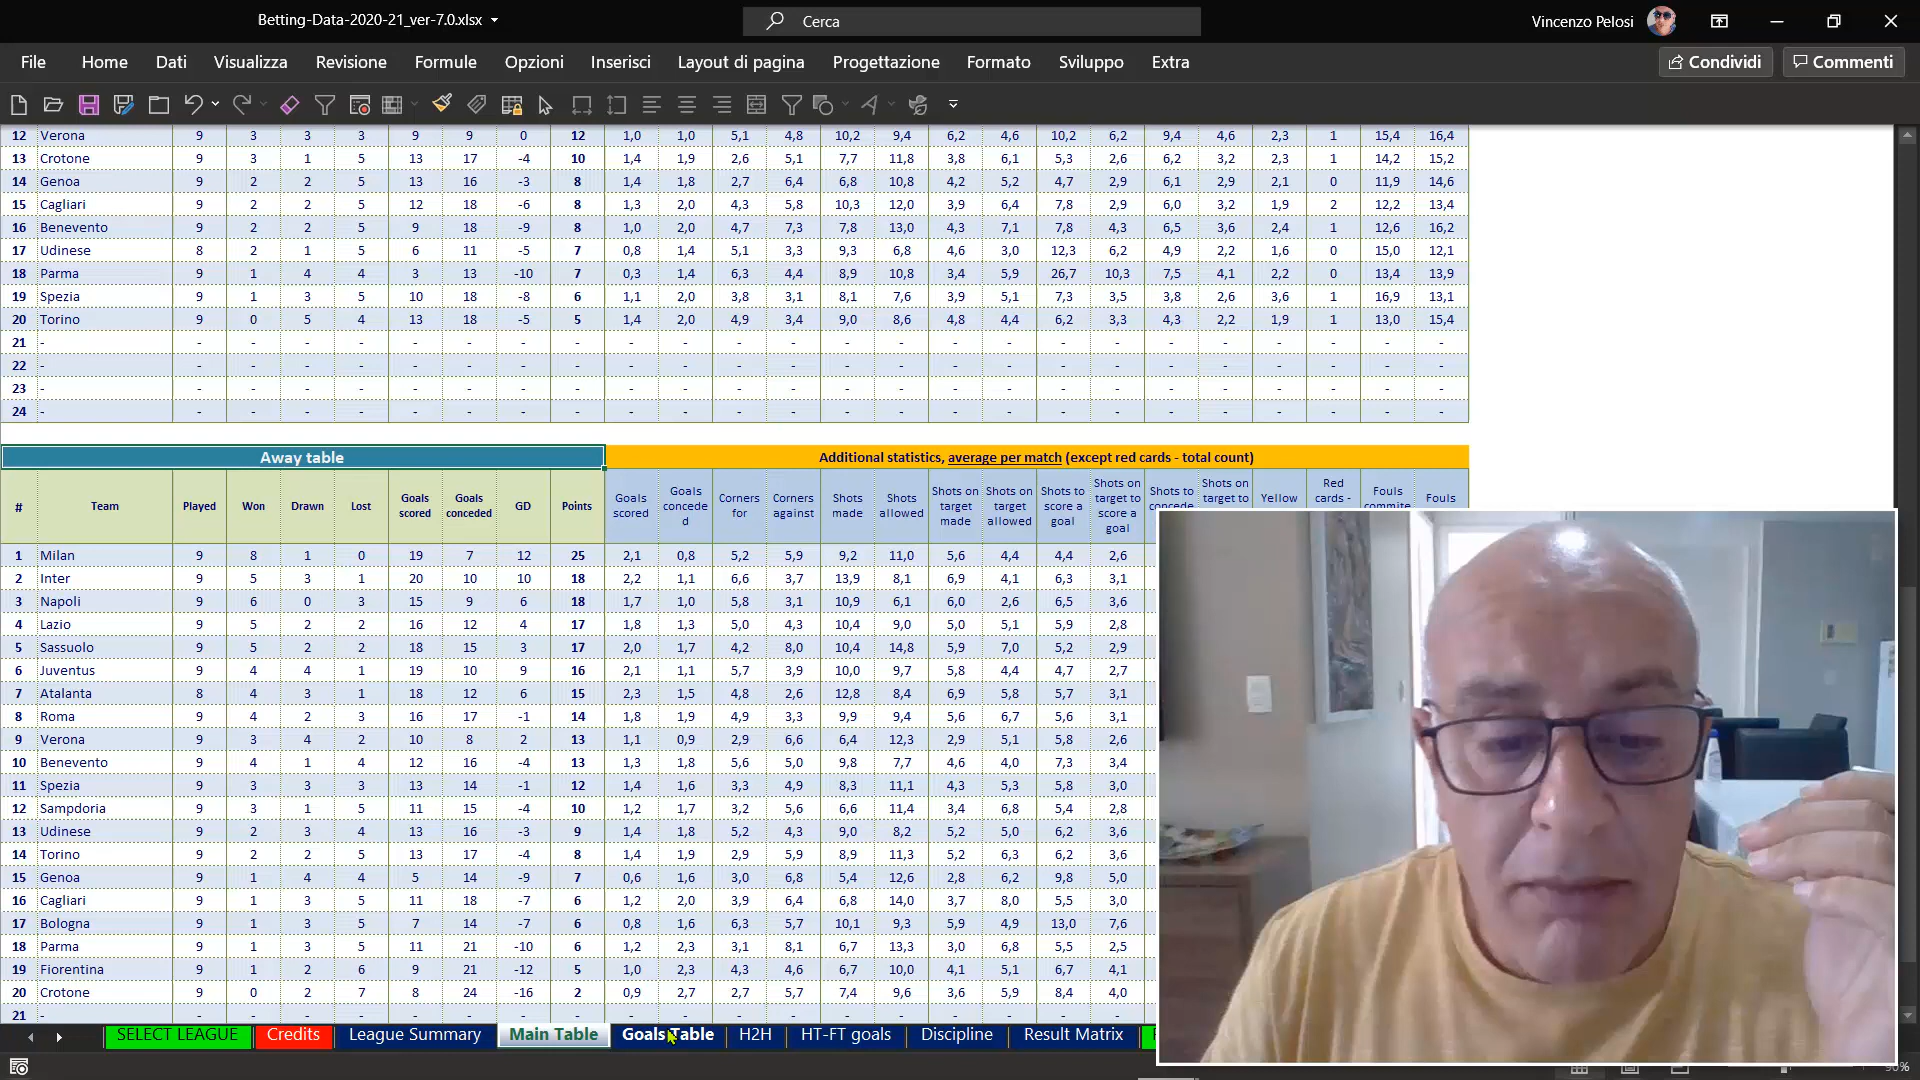 Betting-Data-2020-21_ver-7.0.xlsx
Cerca
Vincenzo Pelosi
File Home Dati Visualizza Revisione Formule Opzioni Inserisci Layout di pagina Progettazione Formato Sviluppo Extra Condividi Commenti
12 Verona 9 3 3 3 9 9 0 12 1,0 1,0 5,1 4,8 10,2 9,4 6,2 4,6 10,2 6,2 9,4 4,6 2,3 1 15,4 16,4
13 Crotone 9 3 1 5 13 17 -4 10 1,4 1,9 2,6 5,1 7,7 11,8 3,8 6,1 5,3 2,6 6,2 3,2 2,3 1 14,2 15,2
14 Genoa 9 2 2 5 13 16 -3 8 1,4 1,8 2,7 6,4 6,8 10,8 4,2 5,2 4,7 2,9 6,1 2,9 2,1 0 11,9 14,6
15 Cagliari 9 2 2 5 12 18 -6 8 1,3 2,0 4,3 5,8 10,3 12,0 3,9 6,4 7,8 2,9 6,0 3,2 1,9 2 12,2 13,4
16 Benevento 9 2 2 5 9 18 -9 8 1,0 2,0 4,7 7,3 7,8 13,0 4,3 7,1 7,8 4,3 6,5 3,6 2,4 1 12,6 16,2
17 Udinese 8 2 1 5 6 11 -5 7 0,8 1,4 5,1 3,3 9,3 6,8 4,6 3,0 12,3 6,2 4,9 2,2 1,6 0 15,0 12,1
18 Parma 9 1 4 4 3 13 -10 7 0,3 1,4 6,3 4,4 8,9 10,8 3,4 5,9 26,7 10,3 7,5 4,1 2,2 0 13,4 13,9
19 Spezia 9 1 3 5 10 18 -8 6 1,1 2,0 3,8 3,1 8,1 7,6 3,9 5,1 7,3 3,5 3,8 2,6 3,6 1 16,9 13,1
20 Torino 9 0 5 4 13 18 -5 5 1,4 2,0 4,9 3,4 9,0 8,6 4,8 4,4 6,2 3,3 4,3 2,2 1,9 1 13,0 15,4
21 - - - - - - - - - - - - - - - - - - - - - - - - -
22 - - - - - - - - - - - - - - - - - - - - - - - - -
23 - - - - - - - - - - - - - - - - - - - - - - - - -
24 - - - - - - - - - - - - - - - - - - - - - - - - -
Away table Additional statistics, average per match (except red cards - total count)
# Team Played Won Drawn Lost Goals scored Goals conceded GD Points Goals scored Goals conceded Corners for Corners against Shots made Shots allowed Shots on target made Shots on target allowed Shots to score a goal Shots on target to score a goal Shots to concede Shots on target to Yellow Red cards - Fouls commite Fouls
1 Milan 9 8 1 0 19 7 12 25 2,1 0,8 5,2 5,9 9,2 11,0 5,6 4,4 4,4 2,6
2 Inter 9 5 3 1 20 10 10 18 2,2 1,1 6,6 3,7 13,9 8,1 6,9 4,1 6,3 3,1
3 Napoli 9 6 0 3 15 9 6 18 1,7 1,0 5,8 3,1 10,9 6,1 6,0 2,6 6,5 3,6
4 Lazio 9 5 2 2 16 12 4 17 1,8 1,3 5,0 4,3 10,4 9,0 5,0 5,1 5,9 2,8
5 Sassuolo 9 5 2 2 18 15 3 17 2,0 1,7 4,2 8,0 10,4 14,8 5,9 7,0 5,2 2,9
6 Juventus 9 4 4 1 19 10 9 16 2,1 1,1 5,7 3,9 10,0 9,7 5,8 4,4 4,7 2,7
7 Atalanta 8 4 3 1 18 12 6 15 2,3 1,5 4,8 2,6 12,8 8,4 6,9 5,8 5,7 3,1
8 Roma 9 4 2 3 16 17 -1 14 1,8 1,9 4,9 3,3 9,9 9,4 5,6 6,7 5,6 3,1
9 Verona 9 3 4 2 10 8 2 13 1,1 0,9 2,9 6,6 6,4 12,3 2,9 5,1 5,8 2,6
10 Benevento 9 4 1 4 12 16 -4 13 1,3 1,8 5,6 5,0 9,8 7,7 4,6 4,0 7,3 3,4
11 Spezia 9 3 3 3 13 14 -1 12 1,4 1,6 3,3 4,9 8,3 11,1 4,3 5,3 5,8 3,0
12 Sampdoria 9 3 1 5 11 15 -4 10 1,2 1,7 3,2 5,6 6,6 11,4 3,4 6,8 5,4 2,8
13 Udinese 9 2 3 4 13 16 -3 9 1,4 1,8 5,2 4,3 9,0 8,2 5,2 5,0 6,2 3,6
14 Torino 9 2 2 5 13 17 -4 8 1,4 1,9 2,9 5,9 8,9 11,3 5,2 6,3 6,2 3,6
15 Genoa 9 1 4 4 5 14 -9 7 0,6 1,6 3,0 6,8 5,4 12,6 2,8 6,2 9,8 5,0
16 Cagliari 9 1 3 5 11 18 -7 6 1,2 2,0 3,9 6,4 6,8 14,0 3,7 8,0 5,5 3,0
17 Bologna 9 1 3 5 7 14 -7 6 0,8 1,6 6,3 5,7 10,1 9,3 5,9 4,9 13,0 7,6
18 Parma 9 1 3 5 11 21 -10 6 1,2 2,3 3,1 8,1 6,7 13,3 3,0 6,8 5,5 2,5
19 Fiorentina 9 1 2 6 9 21 -12 5 1,0 2,3 4,3 4,6 6,7 10,0 4,1 5,1 6,7 4,1
20 Crotone 9 0 2 7 8 24 -16 2 0,9 2,7 2,7 5,7 7,4 9,6 3,6 5,9 8,4 4,0
21 - - - - - - - - - - - - - - - - - - -
SELECT LEAGUE Credits League Summary Main Table Goals Table H2H HT-FT goals Discipline Result Matrix